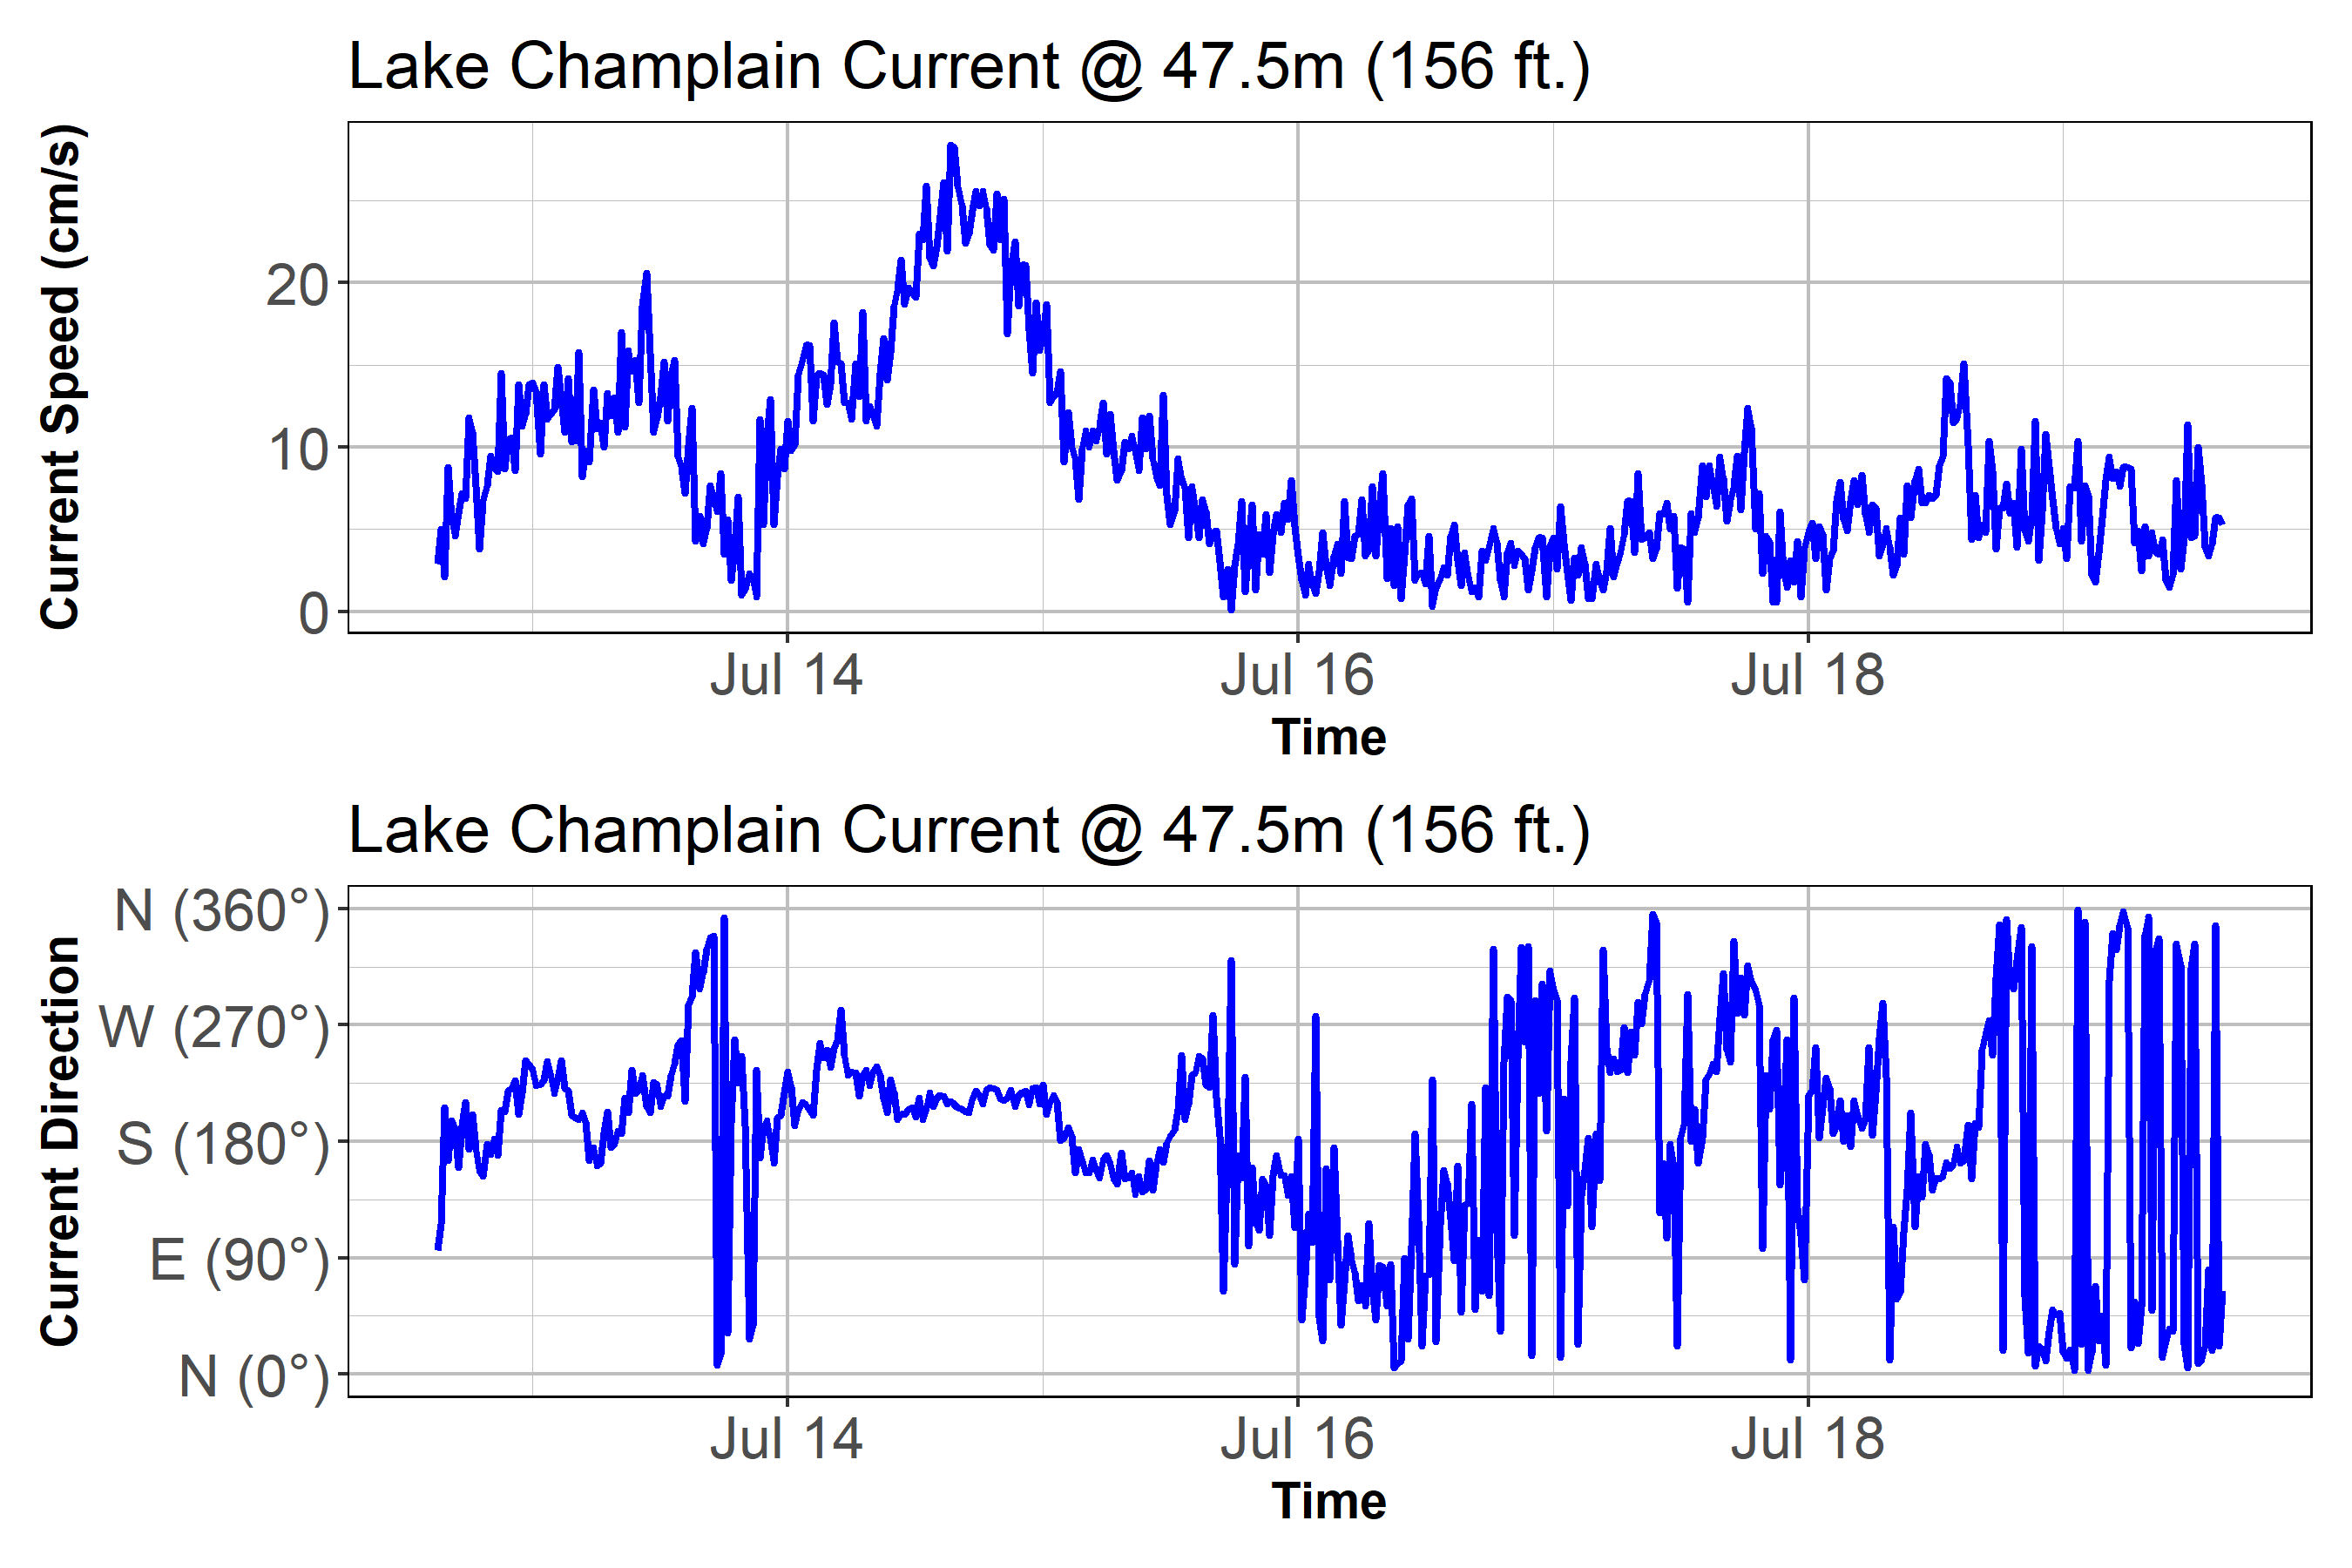 Lake Champlain Current @ 47.5m (156 ft.)
Current Speed (cm/s)
20
10
0
Jul 14 Jul 16 Jul 18
Time
Lake Champlain Current @ 47.5m (156 ft.)
Current Direction
N (360°)
W (270°)
S (180°)
E (90°)
N (0°)
Jul 14 Jul 16 Jul 18
Time